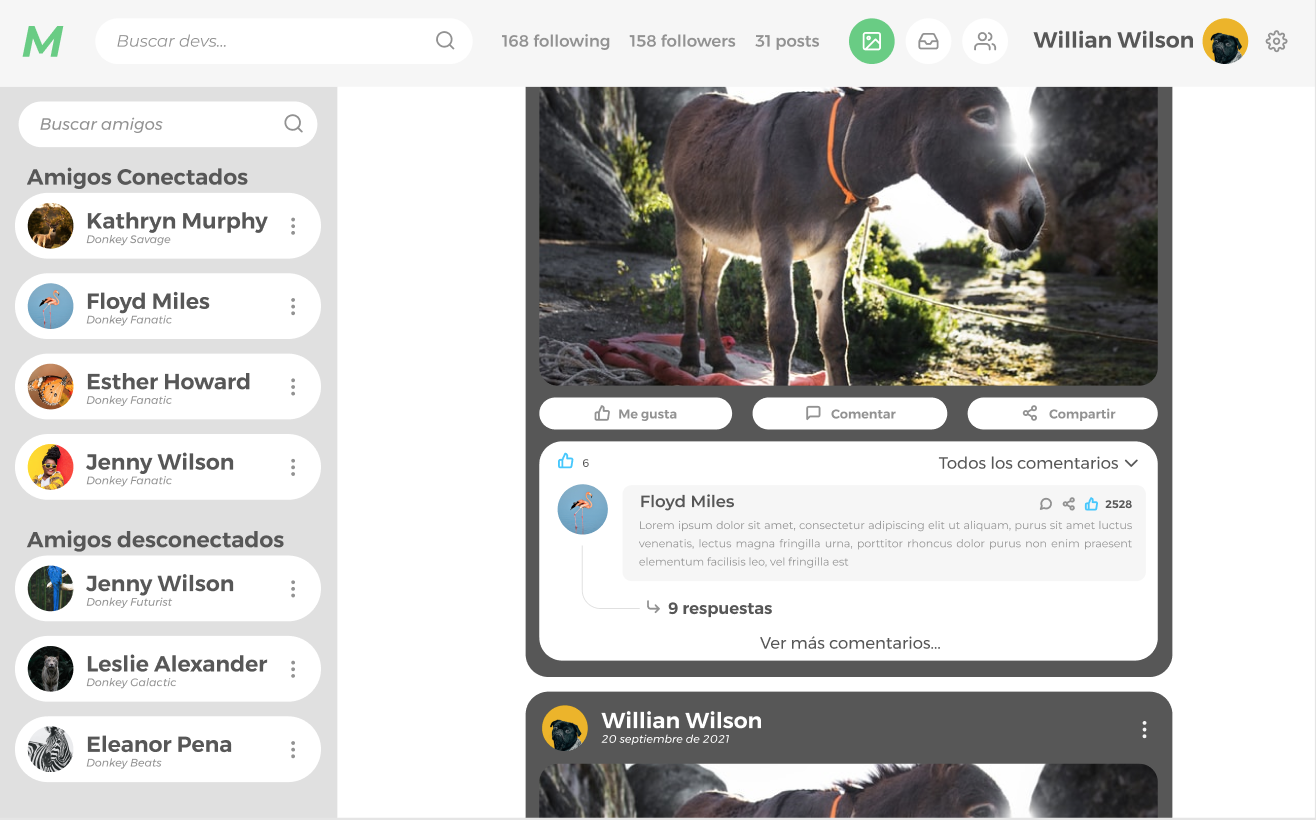 M
Buscar devs...
168 following
158 followers
31 posts
Willian Wilson
Buscar amigos
Amigos Conectados
Kathryn Murphy
Donkey Savage
Floyd Miles
Donkey Fanatic
Esther Howard
Donkey Fanatic
Jenny Wilson
Donkey Fanatic
Amigos desconectados
Jenny Wilson
Donkey Futurist
Leslie Alexander
Donkey Galactic
Eleanor Pena
Donkey Beats
Me gusta
Comentar
Compartir
6
Todos los comentarios
Floyd Miles
2528
Lorem ipsum dolor sit amet, consectetur adipiscing elit ut aliquam, purus sit amet luctus
venenatis, lectus magna fringilla urna, porttitor rhoncus dolor purus non enim praesent
elementum facilisis leo, vel fringilla est
9 respuestas
Ver más comentarios...
Willian Wilson
20 septiembre de 2021